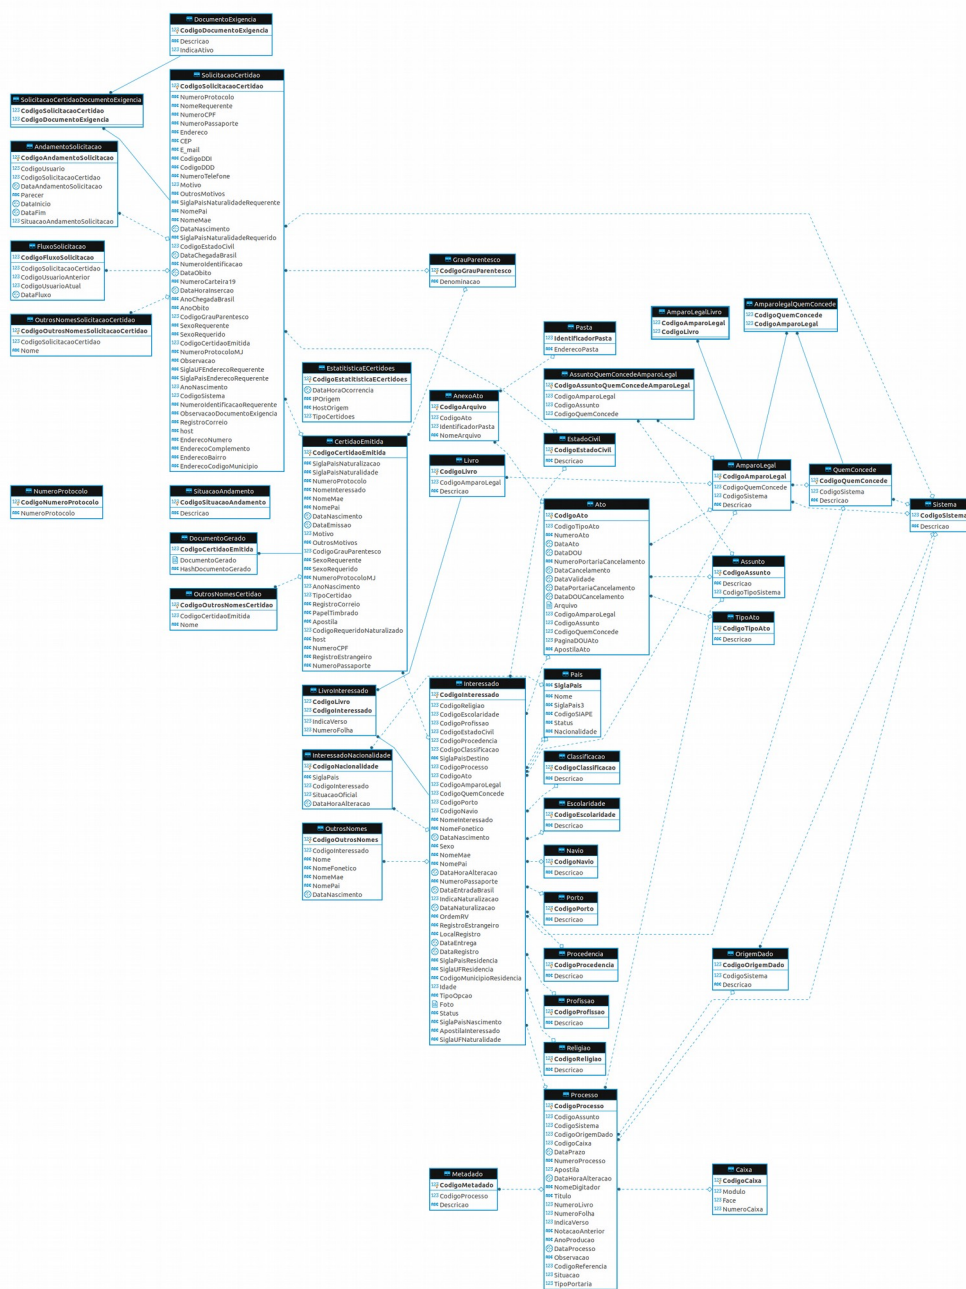 DocumentoExigencia
CodigoDocumentoExigencia
Descricao
IndicaAtivo
SolicitacaoCertidao
CodigoSolicitacaoCertidao
NumeroProtocolo
NomeRequerente
NumeroCPF
NumeroPassaporte
Endereco
CEP
E_mail
CodigoDDI
CodigoDDD
NumeroTelefone
Motivo
OutrosMotivos
SiglaPaisNaturalidadeRequerente
NomePai
NomeMae
DataNascimento
SiglaPaisNaturalidadeRequerido
CodigoEstadoCivil
DataChegadaBrasil
NumeroIdentificacao
DataObito
NumeroCarteira19
DataHoraInsercao
AnoChegadaBrasil
AnoObito
CodigoGrauParentesco
SexoRequerente
SexoRequerido
CodigoCertidaoEmitida
NumeroProtocoloMJ
Observacao
SiglaUFEnderecoRequerente
SiglaPaisEnderecoRequerente
AnoNascimento
CodigoSistema
NumeroIdentificacaoRequerente
ObservacaoDocumentoExigencia
RegistroCorreio
host
EnderecoNumero
EnderecoComplemento
EnderecoBairro
EnderecoCodigoMunicipio
SolicitacaoCertidaoDocumentoExigencia
CodigoSolicitacaoCertidao
CodigoDocumentoExigencia
AndamentoSolicitacao
CodigoAndamentoSolicitacao
CodigoUsuario
CodigoSolicitacaoCertidao
DataAndamentoSolicitacao
Parecer
DataInicio
DataFim
SituacaoAndamentoSolicitacao
FluxoSolicitacao
CodigoFluxoSolicitacao
CodigoSolicitacaoCertidao
CodigoUsuarioAnterior
CodigoUsuarioAtual
DataFluxo
OutrosNomesSolicitacaoCertidao
CodigoOutrosNomesSolicitacaoCertidao
CodigoSolicitacaoCertidao
Nome
NumeroProtocolo
CodigoNumeroProtocolo
NumeroProtocolo
SituacaoAndamento
CodigoSituacaoAndamento
Descricao
DocumentoGerado
CodigoCertidaoEmitida
DocumentoGerado
HashDocumentoGerado
OutrosNomesCertidao
CodigoOutrosNomesCertidao
CodigoCertidaoEmitida
Nome
EstatitisticaECertidoes
CodigoEstatitisticaECertidoes
DataHoraOcorrencia
IPOrigem
HostOrigem
TipoCertidoes
CertidaoEmitida
CodigoCertidaoEmitida
SiglaPaisNaturalizacao
SiglaPaisNaturalidade
NumeroProtocolo
NomeInteressado
NomeMae
NomePai
DataNascimento
DataEmissao
Motivo
OutrosMotivos
CodigoGrauParentesco
SexoRequerente
SexoRequerido
NumeroProtocoloMJ
AnoNascimento
TipoCertidao
RegistroCorreio
PapelTimbrado
Apostila
CodigoRequeridoNaturalizado
host
NumeroCPF
RegistroEstrangeiro
NumeroPassaporte
LivroInteressado
CodigoLivro
CodigoInteressado
IndicaVerso
NumeroFolha
InteressadoNacionalidade
CodigoNacionalidade
SiglaPais
CodigoInteressado
SituacaoOficial
DataHoraAlteracao
OutrosNomes
CodigoOutrosNomes
CodigoInteressado
Nome
NomeFonetico
NomeMae
NomePai
DataNascimento
GrauParentesco
CodigoGrauParentesco
Denominacao
AnexoAto
CodigoArquivo
CodigoAto
IdentificadorPasta
NomeArquivo
Livro
CodigoLivro
CodigoAmparoLegal
Descricao
Interessado
CodigoInteressado
CodigoReligiao
CodigoEscolaridade
CodigoProfissao
CodigoEstadoCivil
CodigoProcedencia
CodigoClassificacao
SiglaPaisDestino
CodigoProcesso
CodigoAto
CodigoAmparoLegal
CodigoQuemConcede
CodigoPorto
CodigoNavio
NomeInteressado
NomeFonetico
DataNascimento
Sexo
NomeMae
NomePai
DataHoraAlteracao
NumeroPassaporte
DataEntradaBrasil
IndicaNaturalizacao
DataNaturalizacao
OrdemRV
RegistroEstrangeiro
LocalRegistro
DataEntrega
DataRegistro
SiglaPaisResidencia
SiglaUFResidencia
CodigoMunicipioResidencia
Idade
TipoOpcao
Foto
Status
SiglaPaisNascimento
ApostilaInteressado
SiglaUFNaturalidade
Metadado
CodigoMetadado
CodigoProcesso
Descricao
Pasta
IdentificadorPasta
EnderecoPasta
AssuntoQuemConcedeAmparoLegal
CodigoAssuntoQuemConcedeAmparoLegal
CodigoAmparoLegal
CodigoAssunto
CodigoQuemConcede
EstadoCivil
CodigoEstadoCivil
Descricao
Ato
CodigoAto
CodigoTipoAto
NumeroAto
DataAto
DataDOU
NumeroPortariaCancelamento
DataCancelamento
DataValidade
DataPortariaCancelamento
DataDOUCancelamento
Arquivo
CodigoAmparoLegal
CodigoAssunto
CodigoQuemConcede
PaginaDOUAto
ApostilaAto
Pais
SiglaPais
Nome
SiglaPais3
CodigoSIAPE
Status
Nacionalidade
Classificacao
CodigoClassificacao
Descricao
Escolaridade
CodigoEscolaridade
Descricao
Navio
CodigoNavio
Descricao
Porto
CodigoPorto
Descricao
Procedencia
CodigoProcedencia
Descricao
Profissao
CodigoProfissao
Descricao
Religiao
CodigoReligiao
Descricao
Processo
CodigoProcesso
CodigoAssunto
CodigoSistema
CodigoOrigemDado
CodigoCaixa
DataPrazo
NumeroProcesso
Apostila
DataHoraAlteracao
NomeDigitador
Titulo
NumeroLivro
NumeroFolha
IndicaVerso
NotacaoAnterior
AnoProducao
DataProcesso
Observacao
CodigoReferencia
Situacao
TipoPortaria
AmparoLegalLivro
CodigoAmparoLegal
CodigoLivro
AmparolegalQuemConcede
CodigoQuemConcede
CodigoAmparoLegal
AmparoLegal
CodigoAmparoLegal
CodigoQuemConcede
CodigoSistema
Descricao
QuemConcede
CodigoQuemConcede
CodigoSistema
Descricao
Sistema
CodigoSistema
Descricao
Assunto
CodigoAssunto
Descricao
CodigoTipoSistema
TipoAto
CodigoTipoAto
Descricao
OrigemDado
CodigoOrigemDado
CodigoSistema
Descricao
Caixa
CodigoCaixa
Modulo
Face
NumeroCaixa